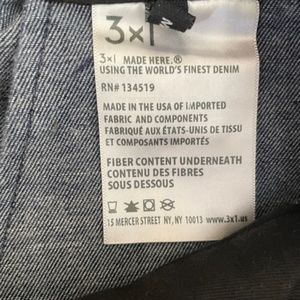 3×1
3×1 MADE HERE.®
USING THE WORLD'S FINEST DENIM
RN# 134519
MADE IN THE USA OF IMPORTED
FABRIC AND COMPONENTS
FABRIQUÉ AUX ÉTATS-UNIS DE TISSU
ET COMPOSANTS IMPORTÉS
FIBER CONTENT UNDERNEATH
CONTENU DES FIBRES
SOUS DESSOUS
15 MERCER STREET NY, NY 10013 www.3x1.us